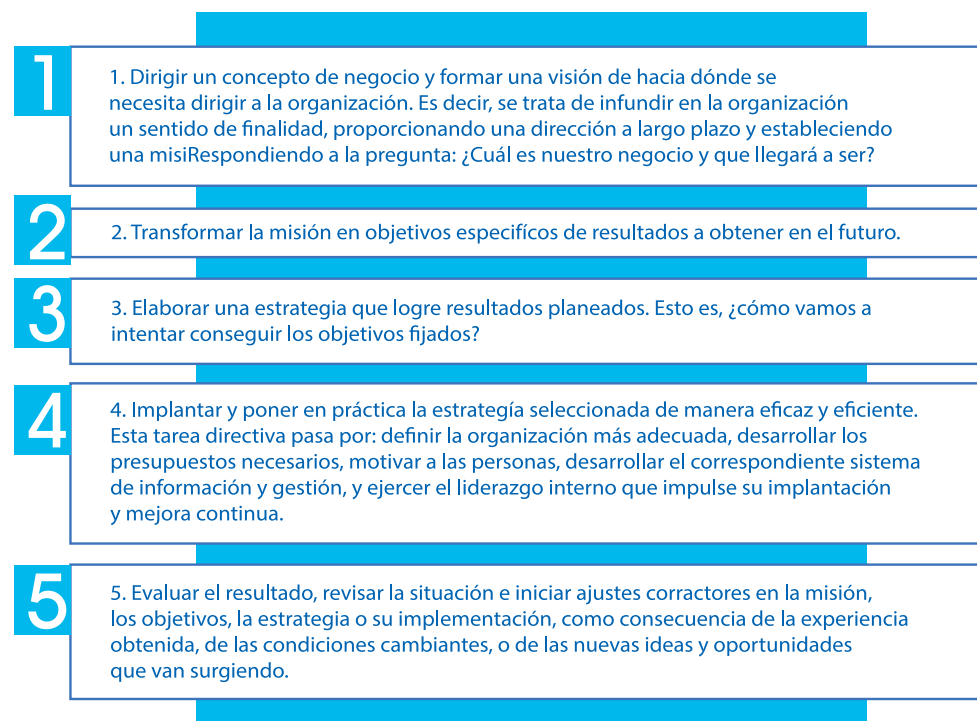 1
1. Dirigir un concepto de negocio y formar una visión de hacia dónde se
necesita dirigir a la organización. Es decir, se trata de infundir en la organización
un sentido de finalidad, proporcionando una dirección a largo plazo y estableciendo
una misiRespondiendo a la pregunta: ¿Cuál es nuestro negocio y que llegará a ser?
2
2. Transformar la misión en objetivos especifícos de resultados a obtener en el futuro.
3
3. Elaborar una estrategia que logre resultados planeados. Esto es, ¿cómo vamos a
intentar conseguir los objetivos fijados?
4
4. Implantar y poner en práctica la estrategía seleccionada de manera eficaz y eficiente.
Esta tarea directiva pasa por: definir la organización más adecuada, desarrollar los
presupuestos necesarios, motivar a las personas, desarrollar el correspondiente sistema
de información y gestión, y ejercer el liderazgo interno que impulse su implantación
y mejora continua.
5
5. Evaluar el resultado, revisar la situación e iniciar ajustes corractores en la misión,
los objetivos, la estrategia o su implementación, como consecuencia de la experiencia
obtenida, de las condiciones cambiantes, o de las nuevas ideas y oportunidades
que van surgiendo.